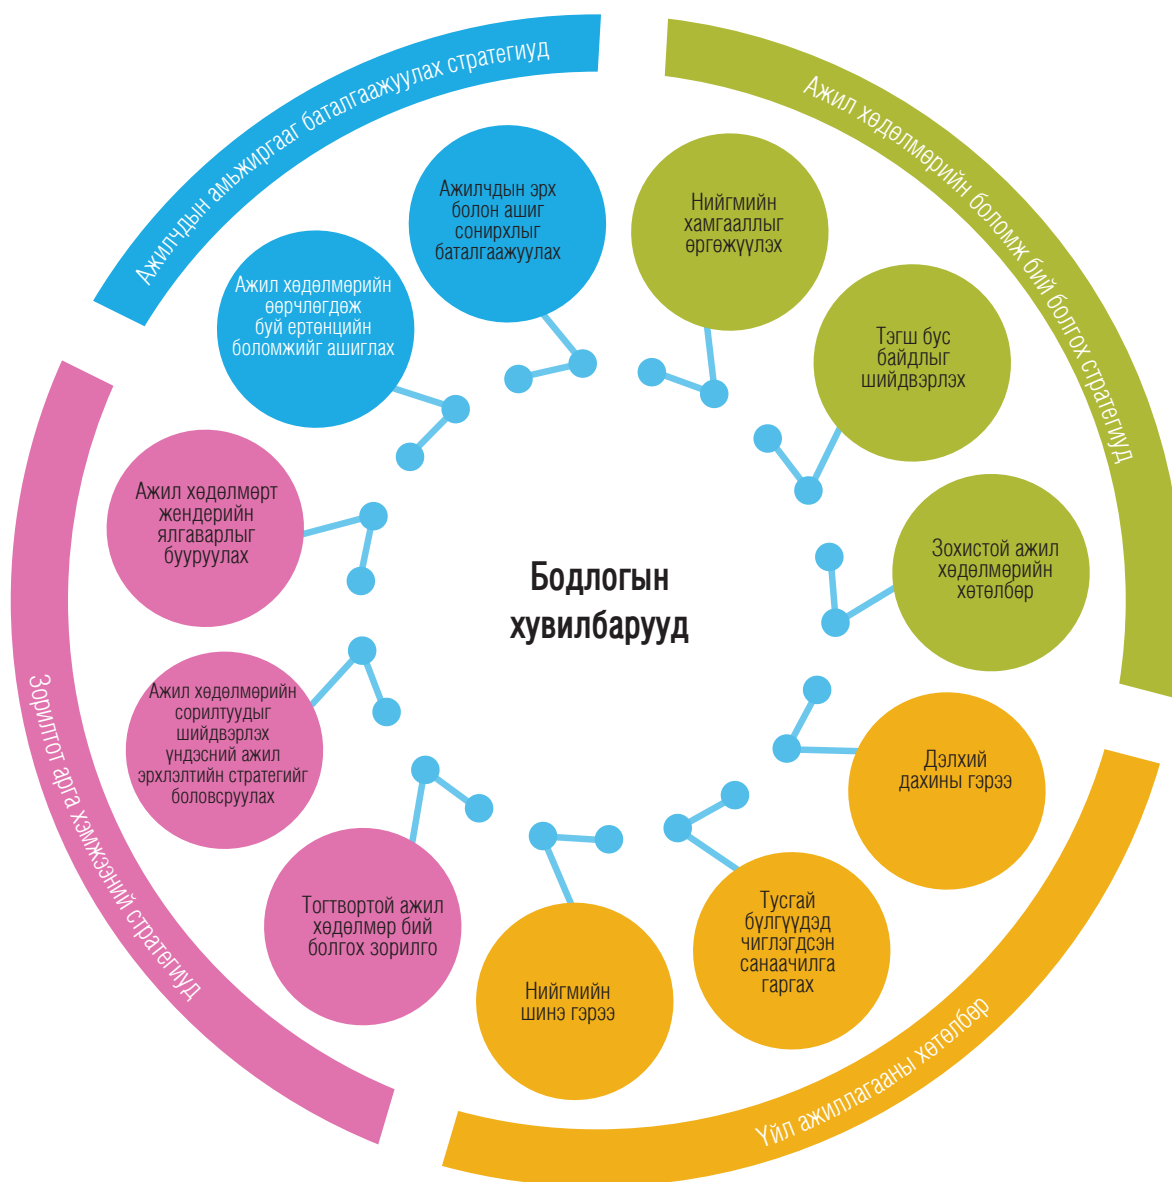 Ажилчдын амьжиргааг баталгаажуулах стратегиуд
Ажил хөдөлмөрийн боломж бий болгох стратегиуд
Ажилчдын эрх
болон ашиг
сонирхлыг
баталгаажуулах
Нийгмийн
хамгааллыг
өргөжүүлэх
Ажил хөдөлмөрийн
өөрчлөгдөж
буй ертөнцийн
боломжийг ашиглах
Тэгш бус
байдлыг
шийдвэрлэх
Ажил хөдөлмөрт
жендерийн
ялгаварлыг
бууруулах
Зохистой ажил
хөдөлмөрийн
хөтөлбөр
Бодлогын
хувилбарууд
Ажил хөдөлмөрийн
сорилтуудыг
шийдвэрлэх
үндэсний ажил
эрхлэлтийн стратегийг
боловсруулах
Дэлхий
дахины гэрээ
Тогтвортой ажил
хөдөлмөр бий
болгох зорилго
Тусгай
бүлгүүдэд
чиглэгдсэн
санаачилга
гаргах
Нийгмийн
шинэ гэрээ
Зорилтот арга хэмжээний стратегиуд
Үйл ажиллагааны хөтөлбөр